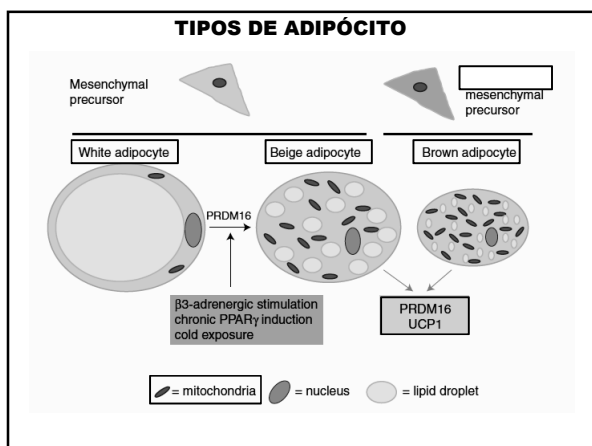 TIPOS DE ADIPÓCITO
Mesenchymal
precursor
mesenchymal
precursor
White adipocyte
Beige adipocyte
Brown adipocyte
PRDM16
β3-adrenergic stimulation
chronic PPARγ induction
cold exposure
PRDM16
UCP1
= mitochondria
= nucleus
= lipid droplet